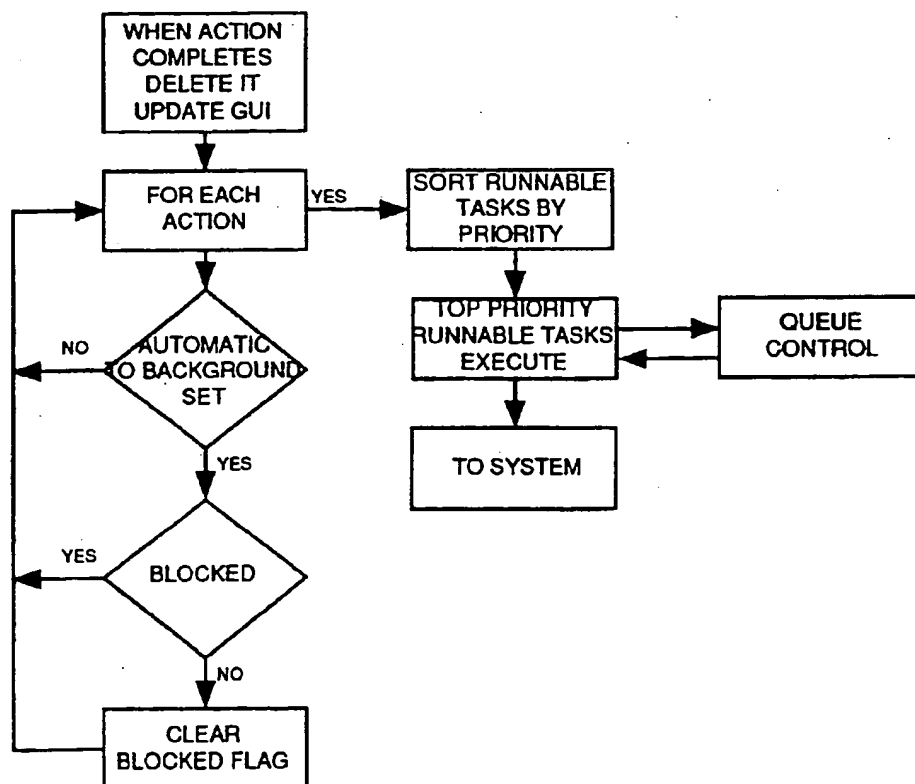 WHEN ACTION
COMPLETES
DELETE IT
UPDATE GUI
FOR EACH
ACTION
YES
SORT RUNNABLE
TASKS BY
PRIORITY
TOP PRIORITY
RUNNABLE TASKS
EXECUTE
QUEUE
CONTROL
NO
AUTOMATIC
TO BACKGROUND
SET
TO SYSTEM
YES
YES
BLOCKED
NO
CLEAR
BLOCKED FLAG